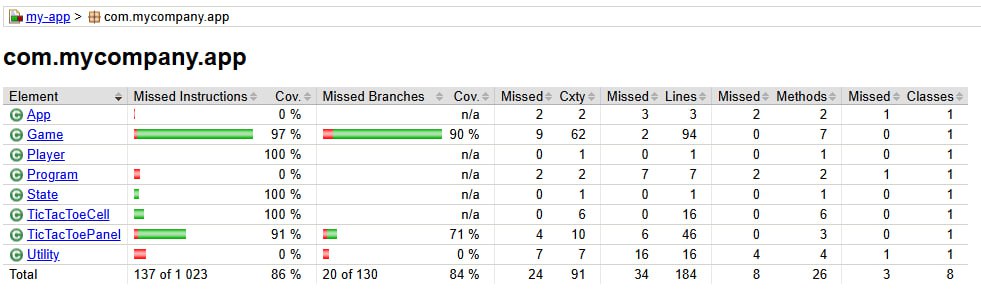 my-app > com.mycompany.app
com.mycompany.app
Element Missed Instructions Cov. Missed Branches Cov. Missed Cxty Missed Lines Missed Methods Missed Classes
App 0 % n/a 2 2 3 3 2 2 1 1
Game 97 % 90 % 9 62 2 94 0 7 0 1
Player 100 % n/a 0 1 0 1 0 1 0 1
Program 0 % n/a 2 2 7 7 2 2 1 1
State 100 % n/a 0 1 0 1 0 1 0 1
TicTacToeCell 100 % n/a 0 6 0 16 0 6 0 1
TicTacToePanel 91 % 71 % 4 10 6 46 0 3 0 1
Utility 0 % 0 % 7 7 16 16 4 4 1 1
Total 137 of 1 023 86 % 20 of 130 84 % 24 91 34 184 8 26 3 8